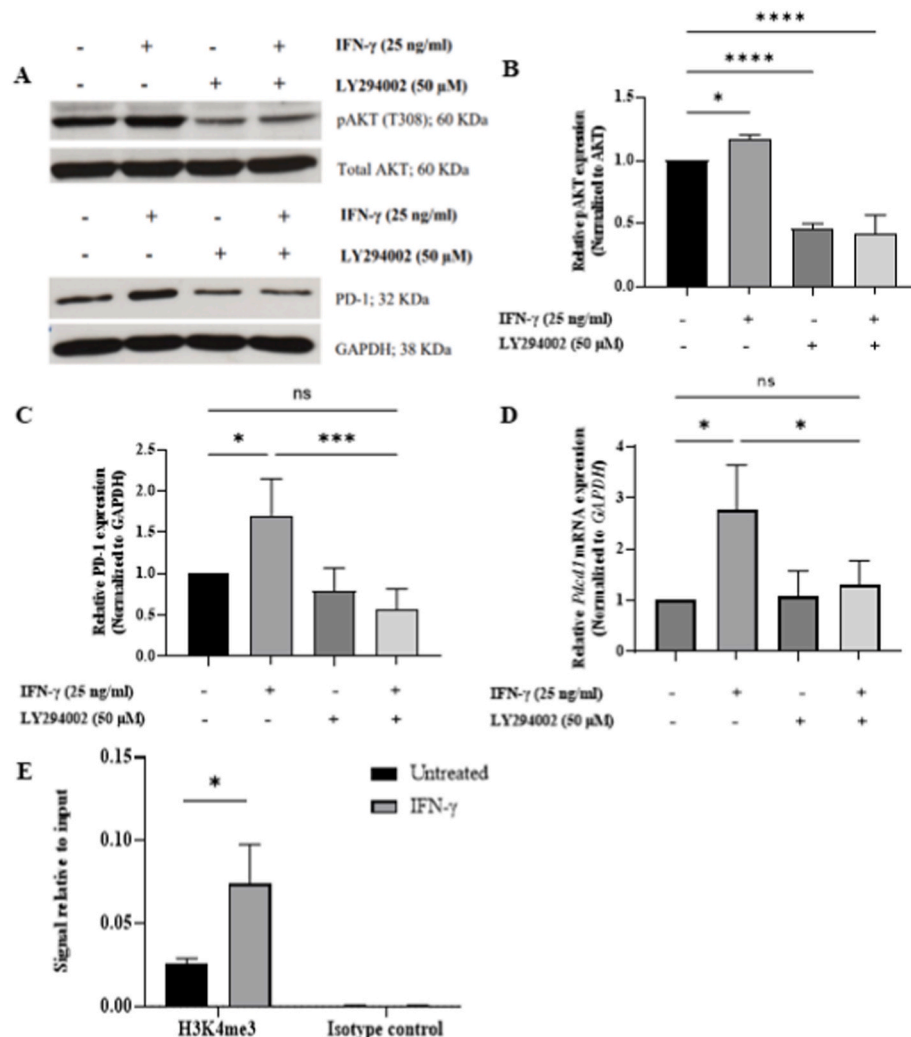 A
- + - + IFN-γ (25 ng/ml)
- - + + LY294002 (50 µM)
pAKT (T308); 60 KDa
Total AKT; 60 KDa
- + - + IFN-γ (25 ng/ml)
- - + + LY294002 (50 µM)
PD-1; 32 KDa
GAPDH; 38 KDa
B
****
****
*
Relative pAKT expression
(Normalized to AKT)
1.5
1.0
0.5
0.0
IFN-γ (25 ng/ml) - + - +
LY294002 (50 µM) - - + +
C
ns
* ***
Relative PD-1 expression
(Normalized to GAPDH)
2.5
2.0
1.5
1.0
0.5
0.0
IFN-γ (25 ng/ml) - + - +
LY294002 (50 µM) - - + +
D
ns
* *
Relative Pdcd1 mRNA expression
(Normalized to GAPDH)
4
3
2
1
0
IFN-γ (25 ng/ml) - + - +
LY294002 (50 µM) - - + +
E
Signal relative to input
0.15
0.10
0.05
0.00
*
Untreated
IFN-γ
H3K4me3 Isotype control